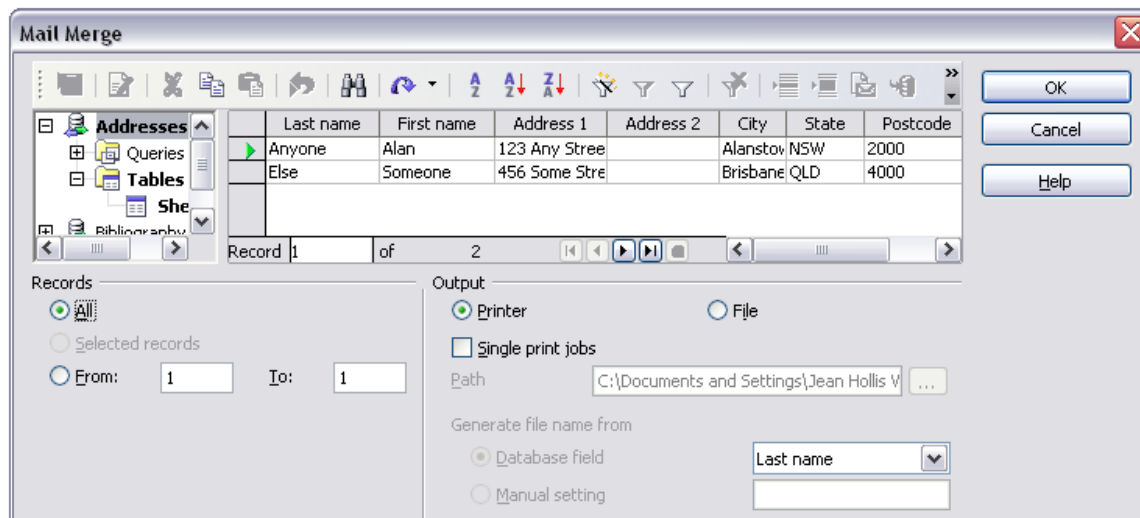 Mail Merge
OK
Cancel
Help
Addresses
Queries
Tables
She
Bibliography
Last name First name Address 1 Address 2 City State Postcode
Anyone Alan 123 Any Stree Alanstov NSW 2000
Else Someone 456 Some Stre Brisbane QLD 4000
Record 1 of 2
Records
All
Selected records
From: 1 To: 1
Output
Printer File
Single print jobs
Path C:\Documents and Settings\Jean Hollis V ...
Generate file name from
Database field Last name
Manual setting